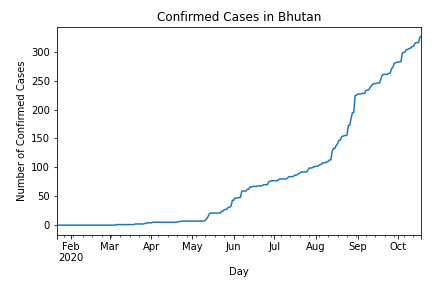 Confirmed Cases in Bhutan
Number of Confirmed Cases
300
250
200
150
100
50
0
Feb Mar Apr May Jun Jul Aug Sep Oct
2020
Day